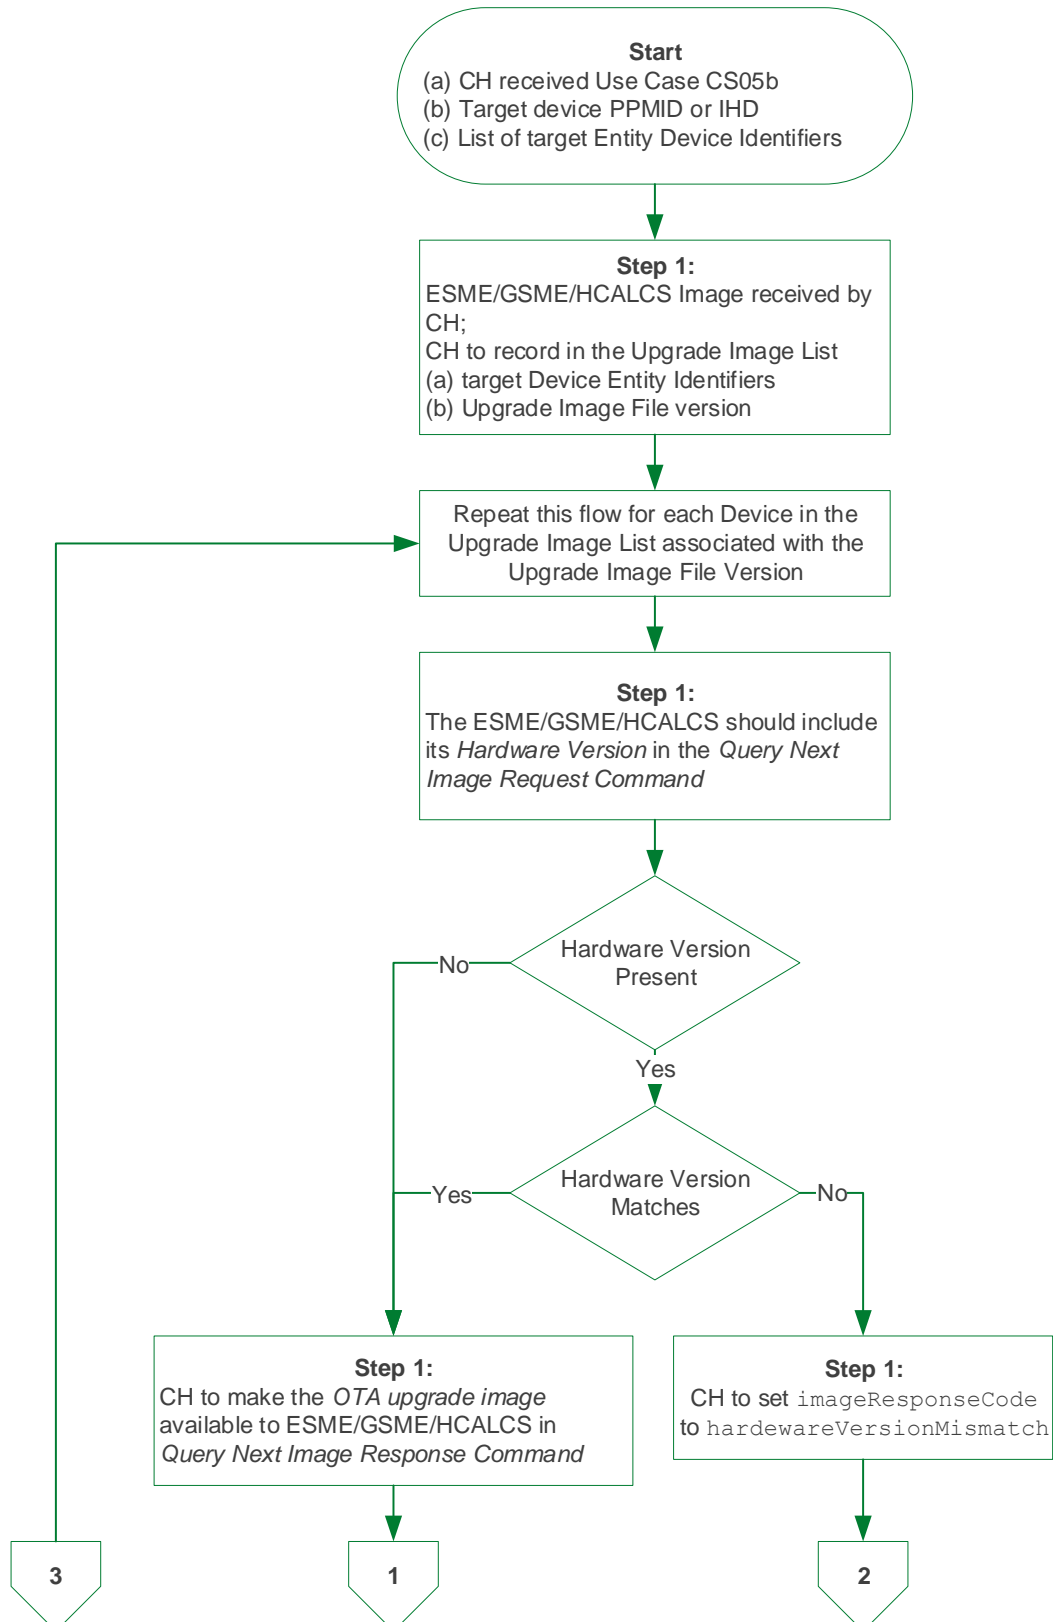 Start
(a) CH received Use Case CS05b
(b) Target device PPMID or IHD
(c) List of target Entity Device Identifiers
Step 1:
ESME/GSME/HCALCS Image received by
CH;
CH to record in the Upgrade Image List
(a) target Device Entity Identifiers
(b) Upgrade Image File version
Repeat this flow for each Device in the
Upgrade Image List associated with the
Upgrade Image File Version
Step 1:
The ESME/GSME/HCALCS should include
its Hardware Version in the Query Next
Image Request Command
Hardware Version
Present
No
Yes
Hardware Version
Matches
Yes
No
Step 1:
CH to make the OTA upgrade image
available to ESME/GSME/HCALCS in
Query Next Image Response Command
Step 1:
CH to set imageResponseCode
to hardewareVersionMismatch
3
1
2